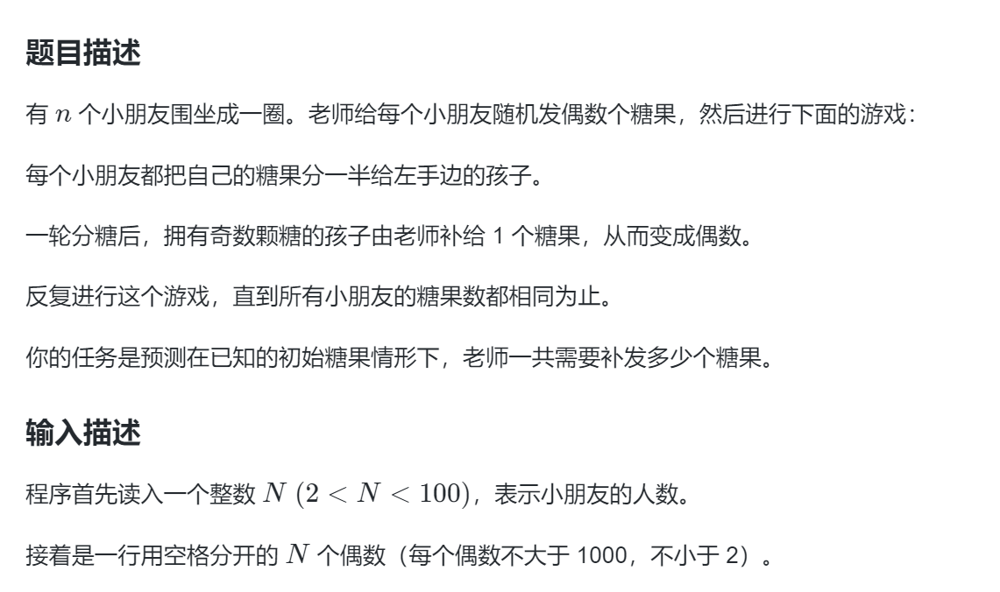 题目描述
有 n 个小朋友围坐成一圈。老师给每个小朋友随机发偶数个糖果，然后进行下面的游戏：
每个小朋友都把自己的糖果分一半给左手边的孩子。
一轮分糖后，拥有奇数颗糖的孩子由老师补给 1 个糖果，从而变成偶数。
反复进行这个游戏，直到所有小朋友的糖果数都相同为止。
你的任务是预测在已知的初始糖果情形下，老师一共需要补发多少个糖果。
输入描述
程序首先读入一个整数 N (2 < N < 100)，表示小朋友的人数。
接着是一行用空格分开的 N 个偶数（每个偶数不大于 1000，不小于 2）。